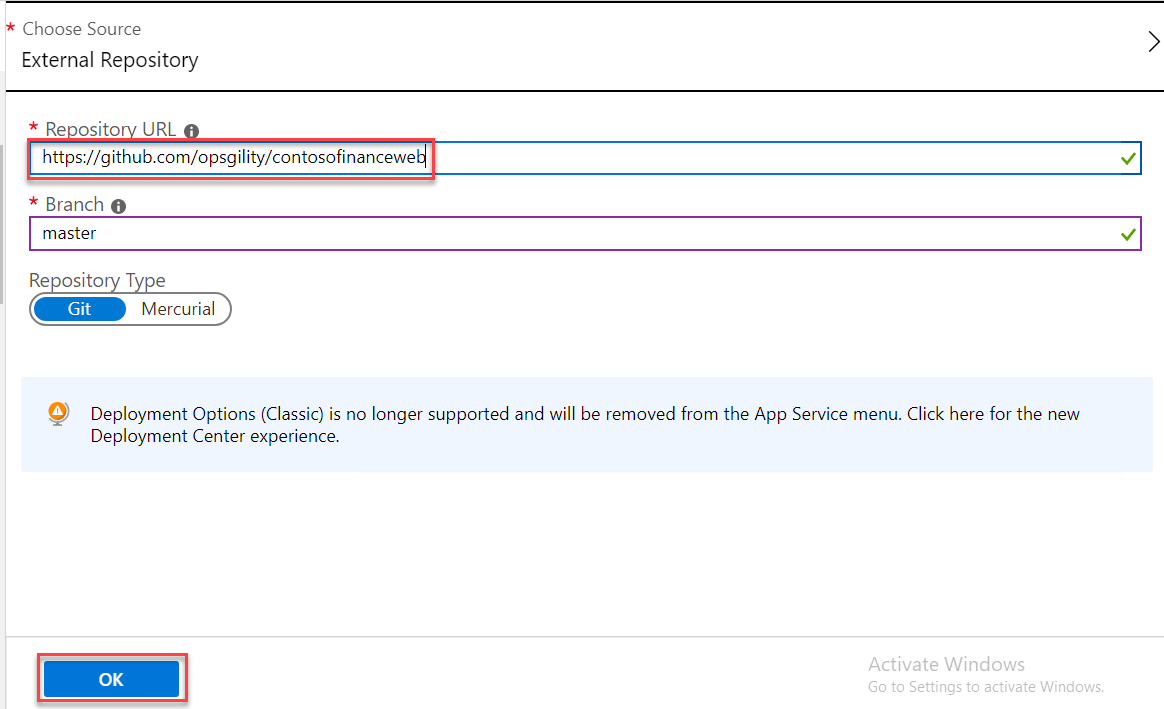 * Choose Source
External Repository
* Repository URL
https://github.com/opsgility/contosofinanceweb
* Branch
master
Repository Type
Git Mercurial
Deployment Options (Classic) is no longer supported and will be removed from the App Service menu. Click here for the new
Deployment Center experience.
OK
Activate Windows
Go to Settings to activate Windows.